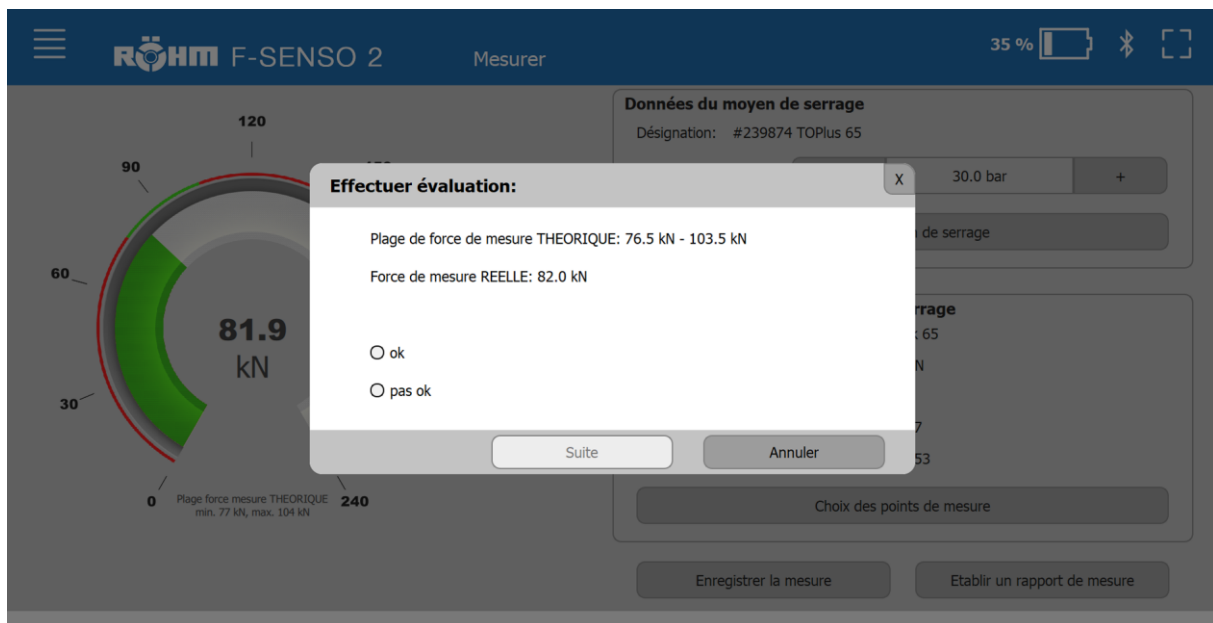 RÖHM F-SENSO 2
Mesurer
35 %
120
90
60
30
0
240
81.9
kN
Plage force mesure THEORIQUE
min. 77 kN, max. 104 kN
Données du moyen de serrage
Désignation: #239874 TOPlus 65
30.0 bar +
de serrage
Effectuer évaluation:
X
Plage de force de mesure THEORIQUE: 76.5 kN - 103.5 kN
Force de mesure REELLE: 82.0 kN
ok
pas ok
Suite
Annuler
65
N
7
53
Choix des points de mesure
Enregistrer la mesure
Etablir un rapport de mesure